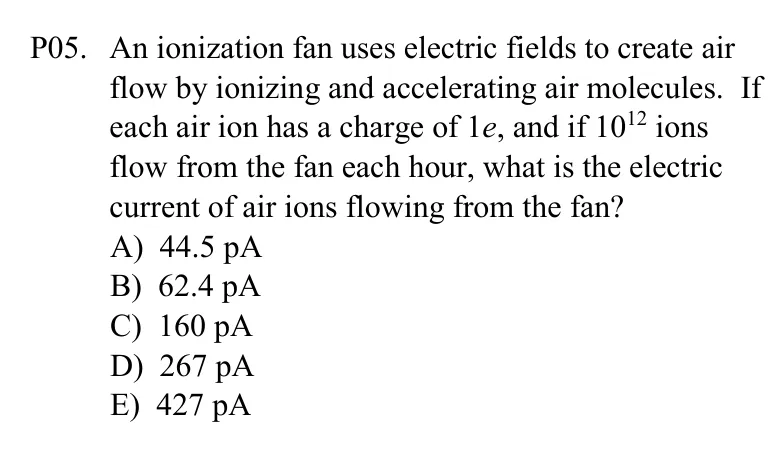 P05. An ionization fan uses electric fields to create air
flow by ionizing and accelerating air molecules. If
each air ion has a charge of 1e, and if 10¹² ions
flow from the fan each hour, what is the electric
current of air ions flowing from the fan?
A) 44.5 pA
B) 62.4 pA
C) 160 pA
D) 267 pA
E) 427 pA